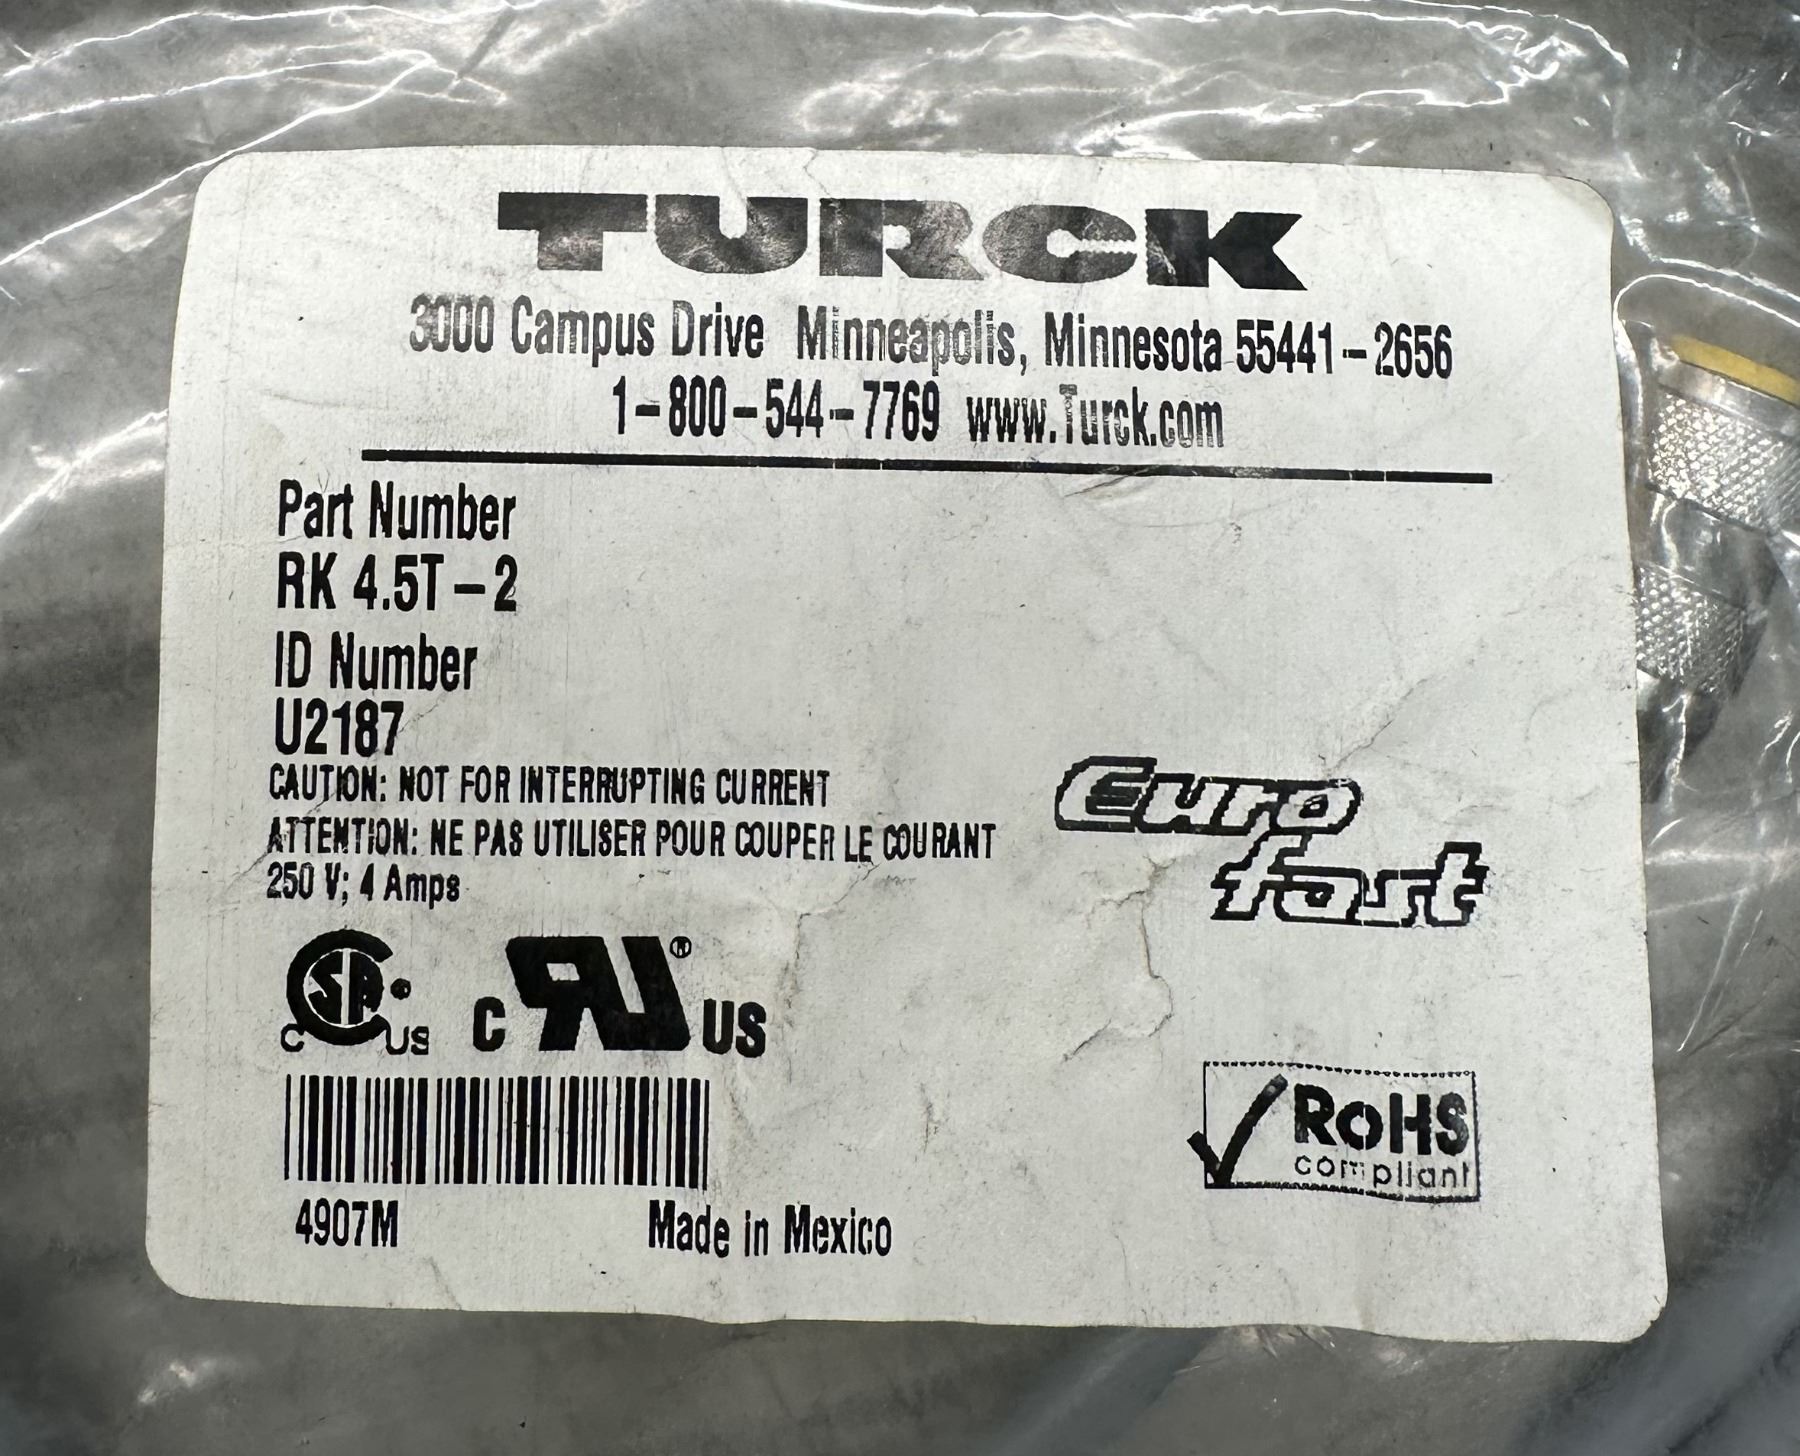 TURCK
3000 Campus Drive Minneapolis, Minnesota 55441-2656
1-800-544-7769 www.Turck.com
Part Number
RK 4.5T-2
ID Number
U2187
CAUTION: NOT FOR INTERRUPTING CURRENT
ATTENTION: NE PAS UTILISER POUR COUPER LE COURANT
250 V; 4 Amps
Euro
fast
C SA® US C RU® US
RoHS
compliant
4907M Made in Mexico